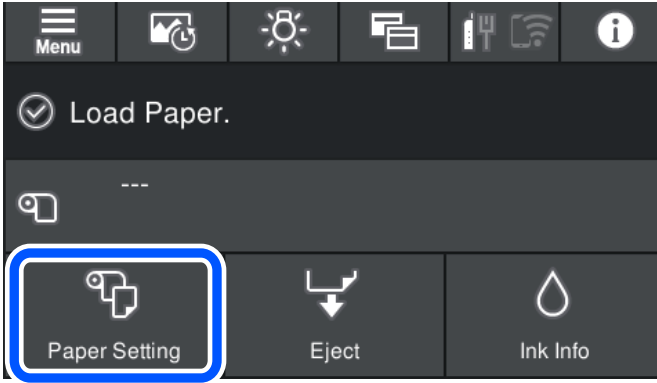 Menu
Load Paper.
---
Paper Setting
Eject
Ink Info